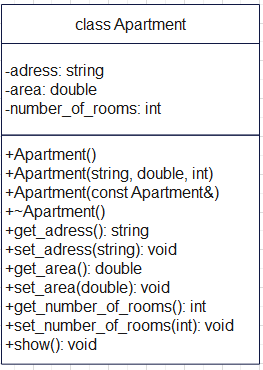 class Apartment
-adress: string
-area: double
-number_of_rooms: int
+Apartment()
+Apartment(string, double, int)
+Apartment(const Apartment&)
+~Apartment()
+get_adress(): string
+set_adress(string): void
+get_area(): double
+set_area(double): void
+get_number_of_rooms(): int
+set_number_of_rooms(int): void
+show(): void